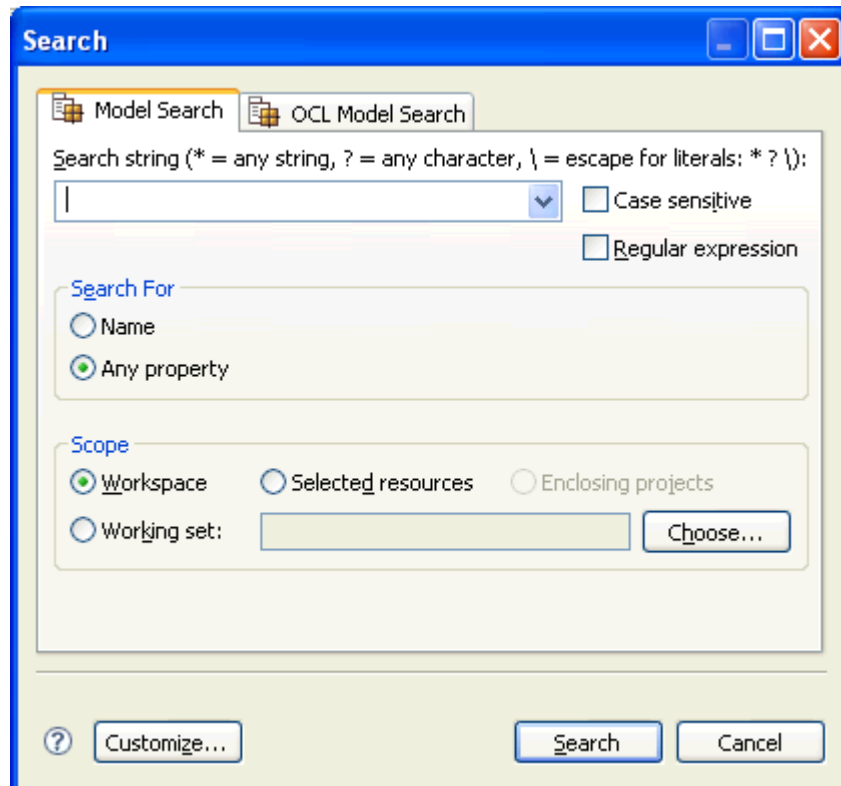 Search
Model Search OCL Model Search
Search string (* = any string, ? = any character, \ = escape for literals: * ? \):
Case sensitive
Regular expression
Search For
Name
Any property
Scope
Workspace Selected resources Enclosing projects
Working set: Choose...
? Customize... Search Cancel